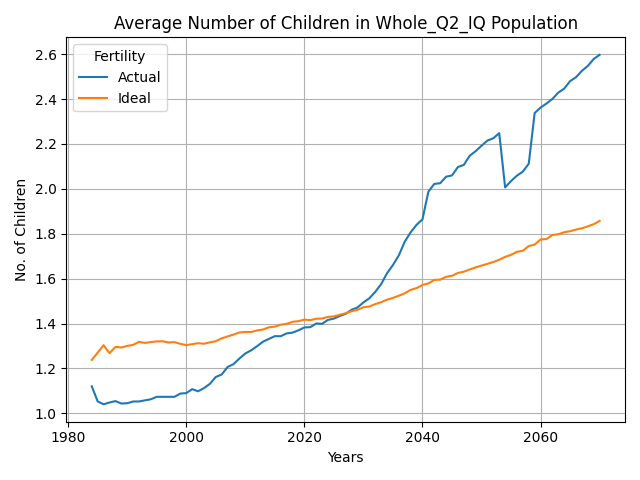 Average Number of Children in Whole_Q2_IQ Population
Fertility
Actual
Ideal
2.6
2.4
2.2
2.0
1.8
1.6
1.4
1.2
1.0
No. of Children
1980
2000
2020
2040
2060
Years